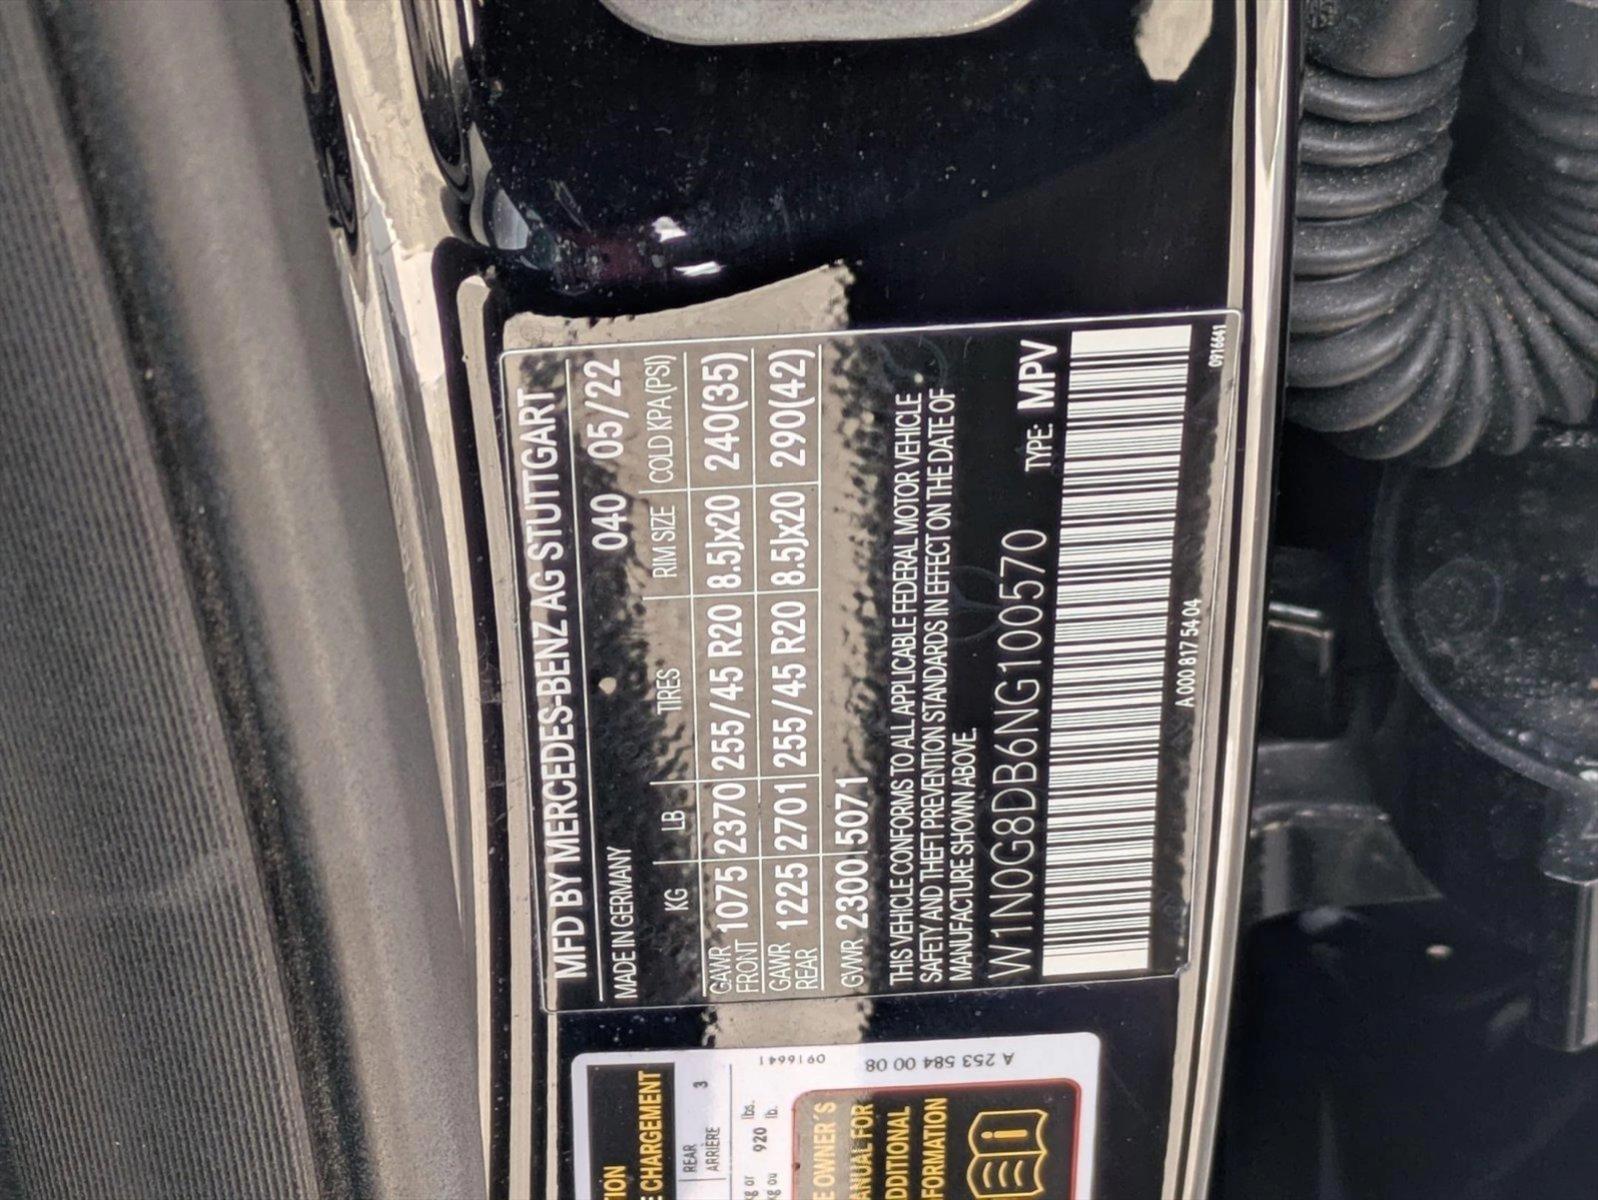 MFD BY MERCEDES-BENZ AG STUTTGART
MADE IN GERMANY 040 05/22
KG LB TIRES RIM SIZE COLD KPA(PSI)
GAWR FRONT 1075 2370 255/45 R20 8.5Jx20 240(35)
GAWR REAR 1225 2701 255/45 R20 8.5Jx20 290(42)
GVWR 2300 5071
THIS VEHICLE CONFORMS TO ALL APPLICABLE FEDERAL MOTOR VEHICLE
SAFETY AND THEFT PREVENTION STANDARDS IN EFFECT ON THE DATE OF
MANUFACTURE SHOWN ABOVE.
W1N0G8DB6NG100570 TYPE: MPV
A 000 817 54 04 0916641
E CHARGEMENT
REAR 3
ARRIÈRE
lbs.
920 lb.
0916641
A 253 584 00 08
OWNER'S
FOR